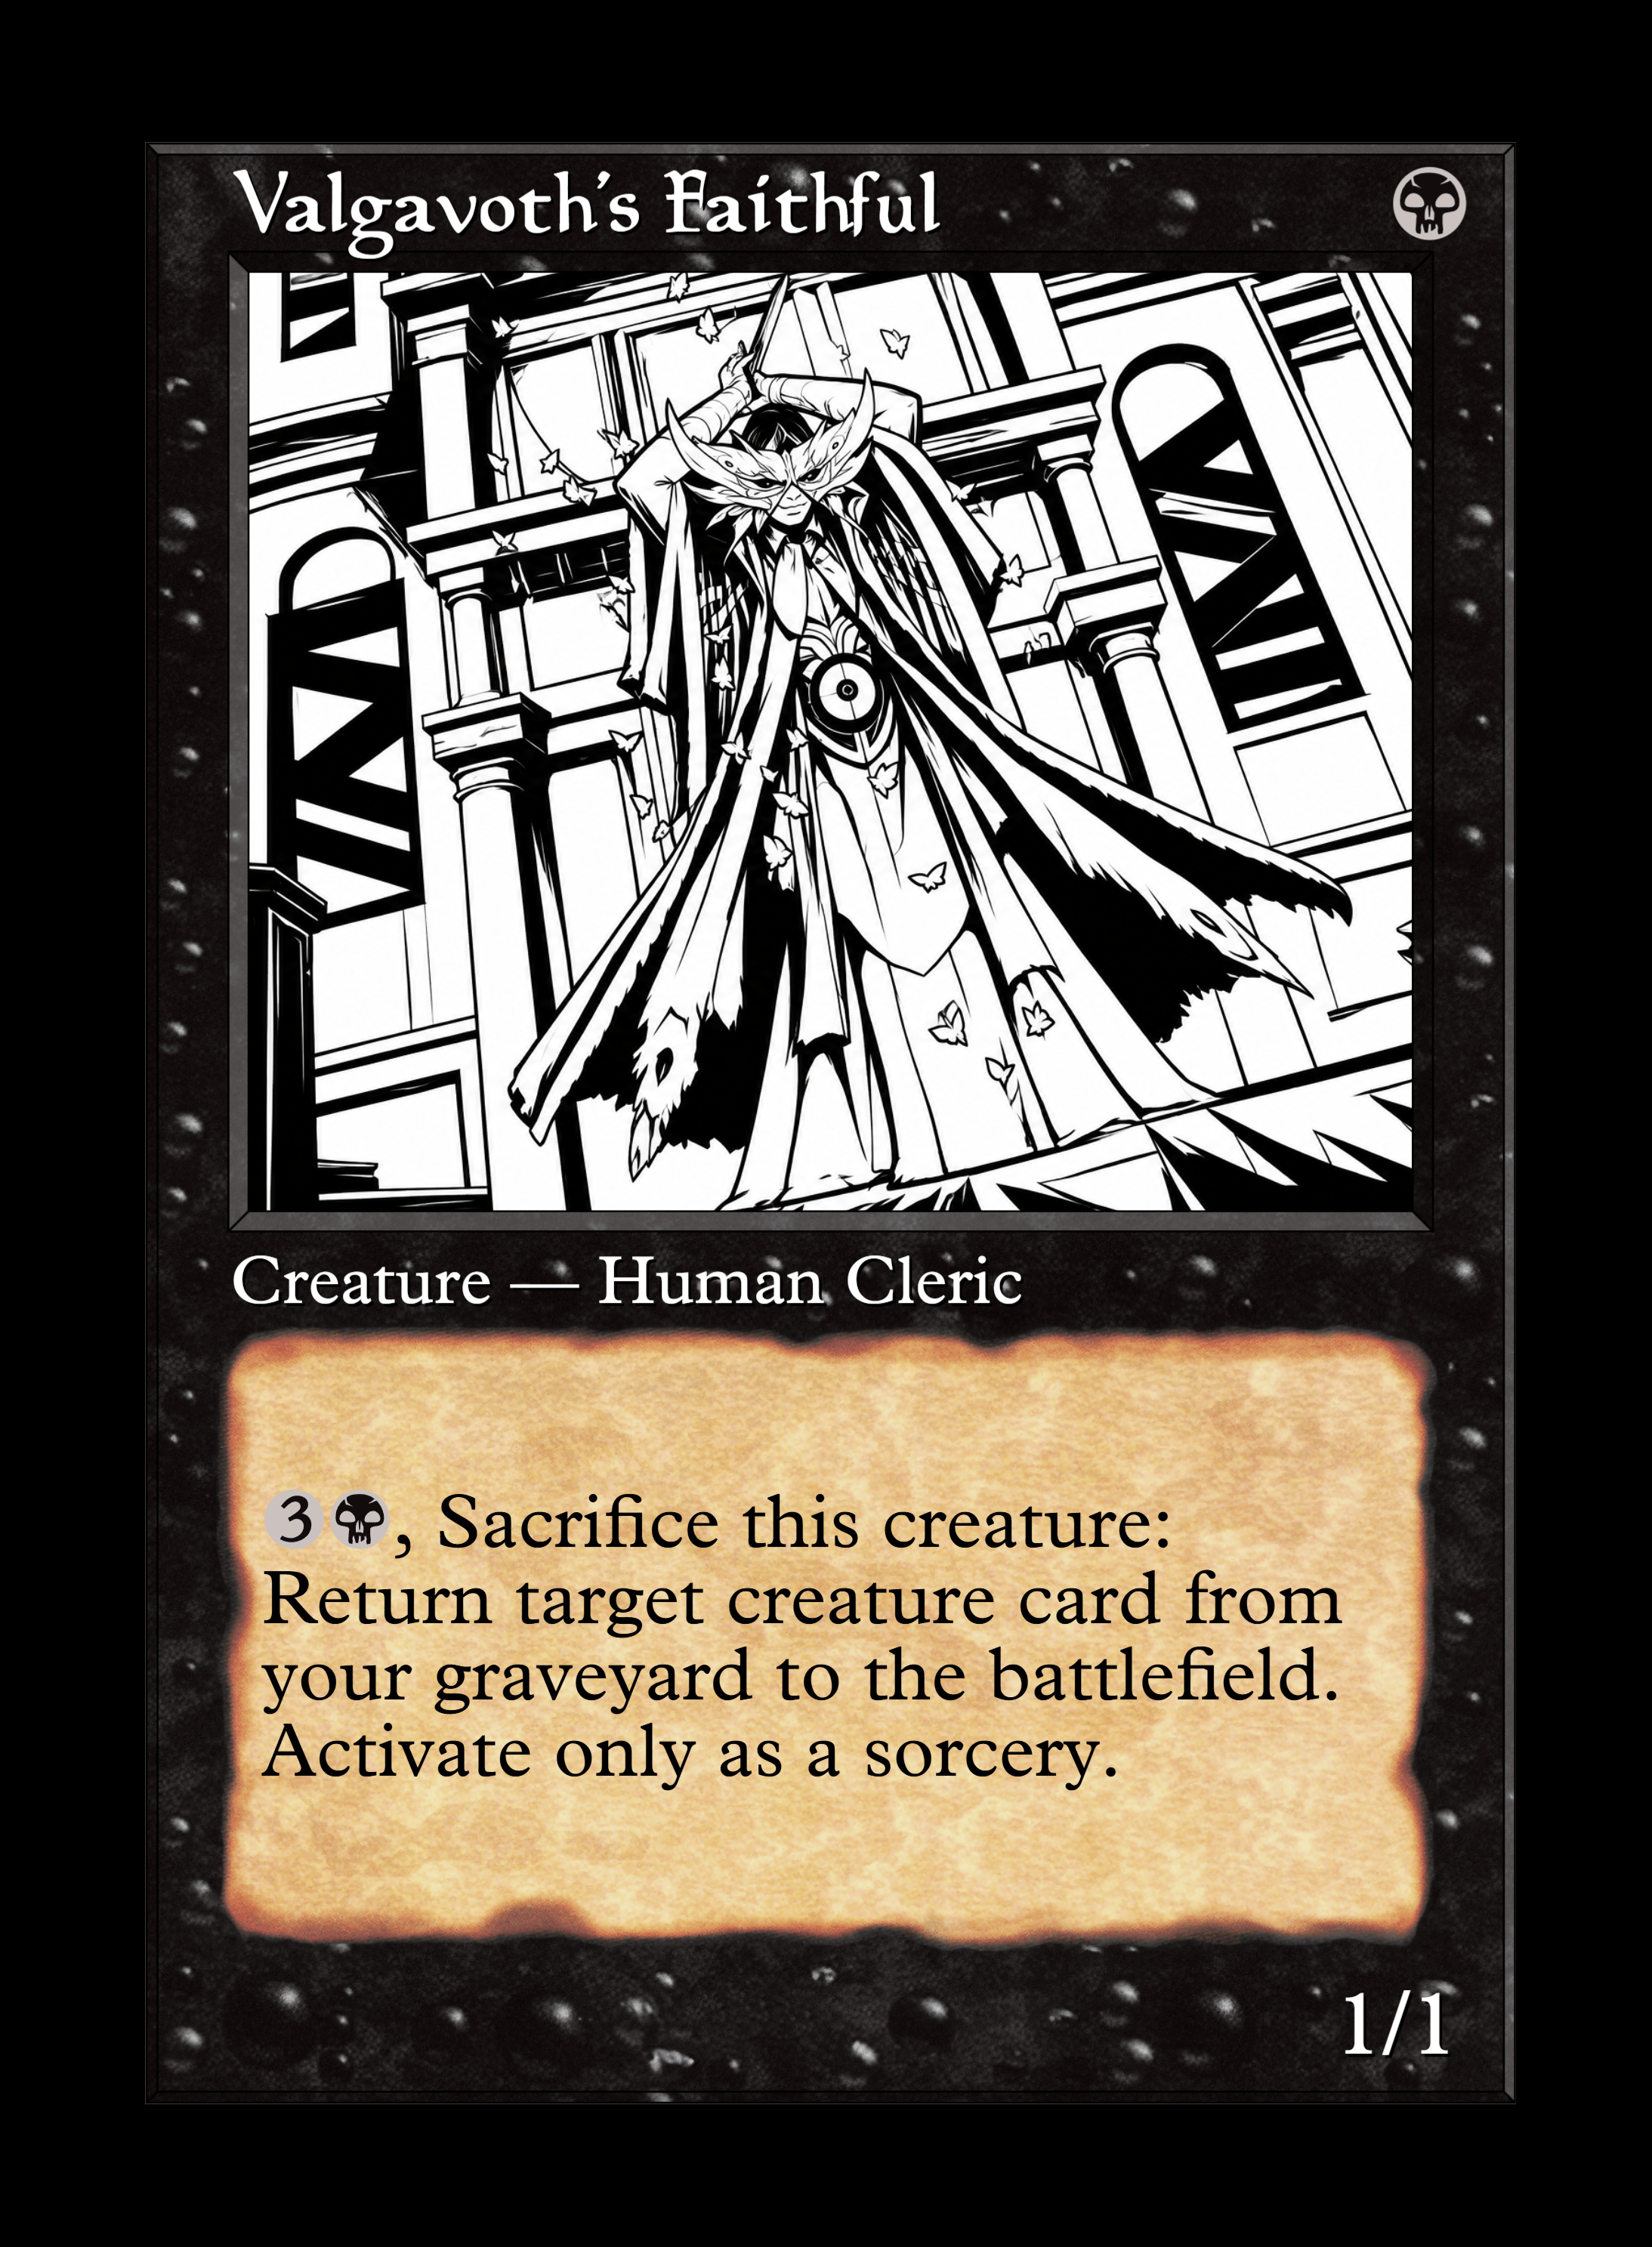 Valgavoth's Faithful
Creature — Human Cleric
3, Sacrifice this creature:
Return target creature card from
your graveyard to the battlefield.
Activate only as a sorcery.
1/1